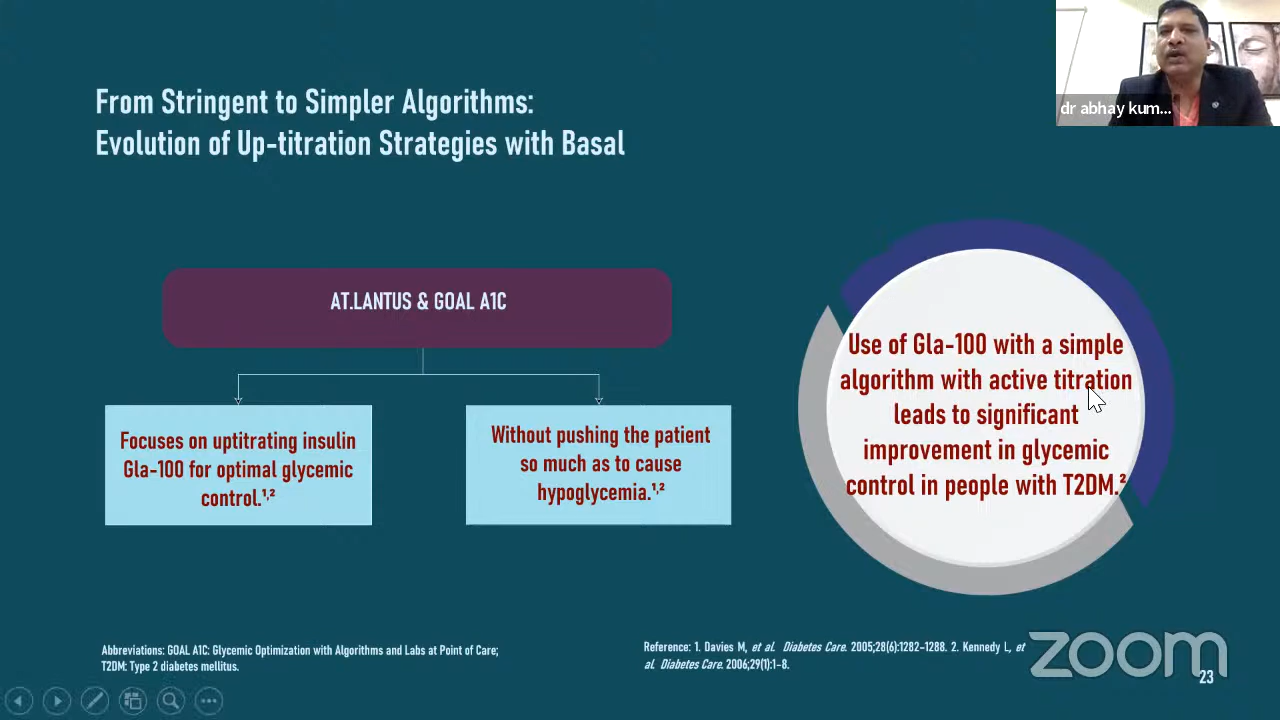 dr abhay kum...
From Stringent to Simpler Algorithms:
Evolution of Up-titration Strategies with Basal
AT.LANTUS & GOAL A1C
Focuses on uptitrating insulin
Gla-100 for optimal glycemic
control.¹,²
Without pushing the patient
so much as to cause
hypoglycemia.¹,²
Use of Gla-100 with a simple
algorithm with active titration
leads to significant
improvement in glycemic
control in people with T2DM.²
Abbreviations: GOAL A1C: Glycemic Optimization with Algorithms and Labs at Point of Care;
T2DM: Type 2 diabetes mellitus.
Reference: 1. Davies M, et al. Diabetes Care. 2005;28(6):1282-1288. 2. Kennedy L, et
al. Diabetes Care. 2006;29(1):1-8.
zoom
23